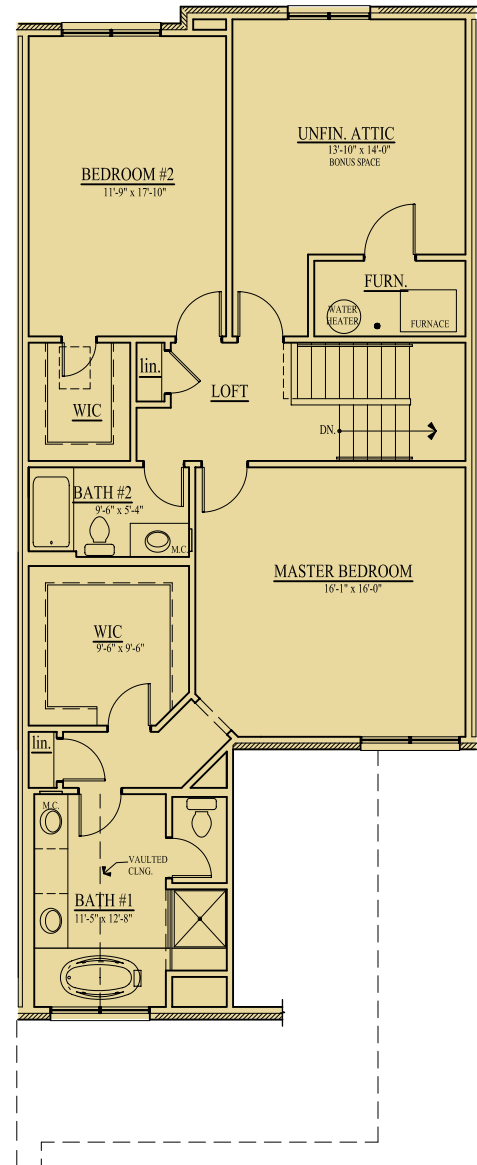 UNFIN. ATTIC
13'-10" x 14'-0"
BONUS SPACE
BEDROOM #2
11'-9" x 17'-10"
FURN.
WATER
HEATER
FURNACE
lin.
LOFT
WIC
DN.
BATH #2
9'-6" x 5'-4"
M.C.
MASTER BEDROOM
16'-1" x 16'-0"
WIC
9'-6" x 9'-6"
lin.
M.C.
VAULTED
CLNG.
BATH #1
11'-5" x 12'-8"